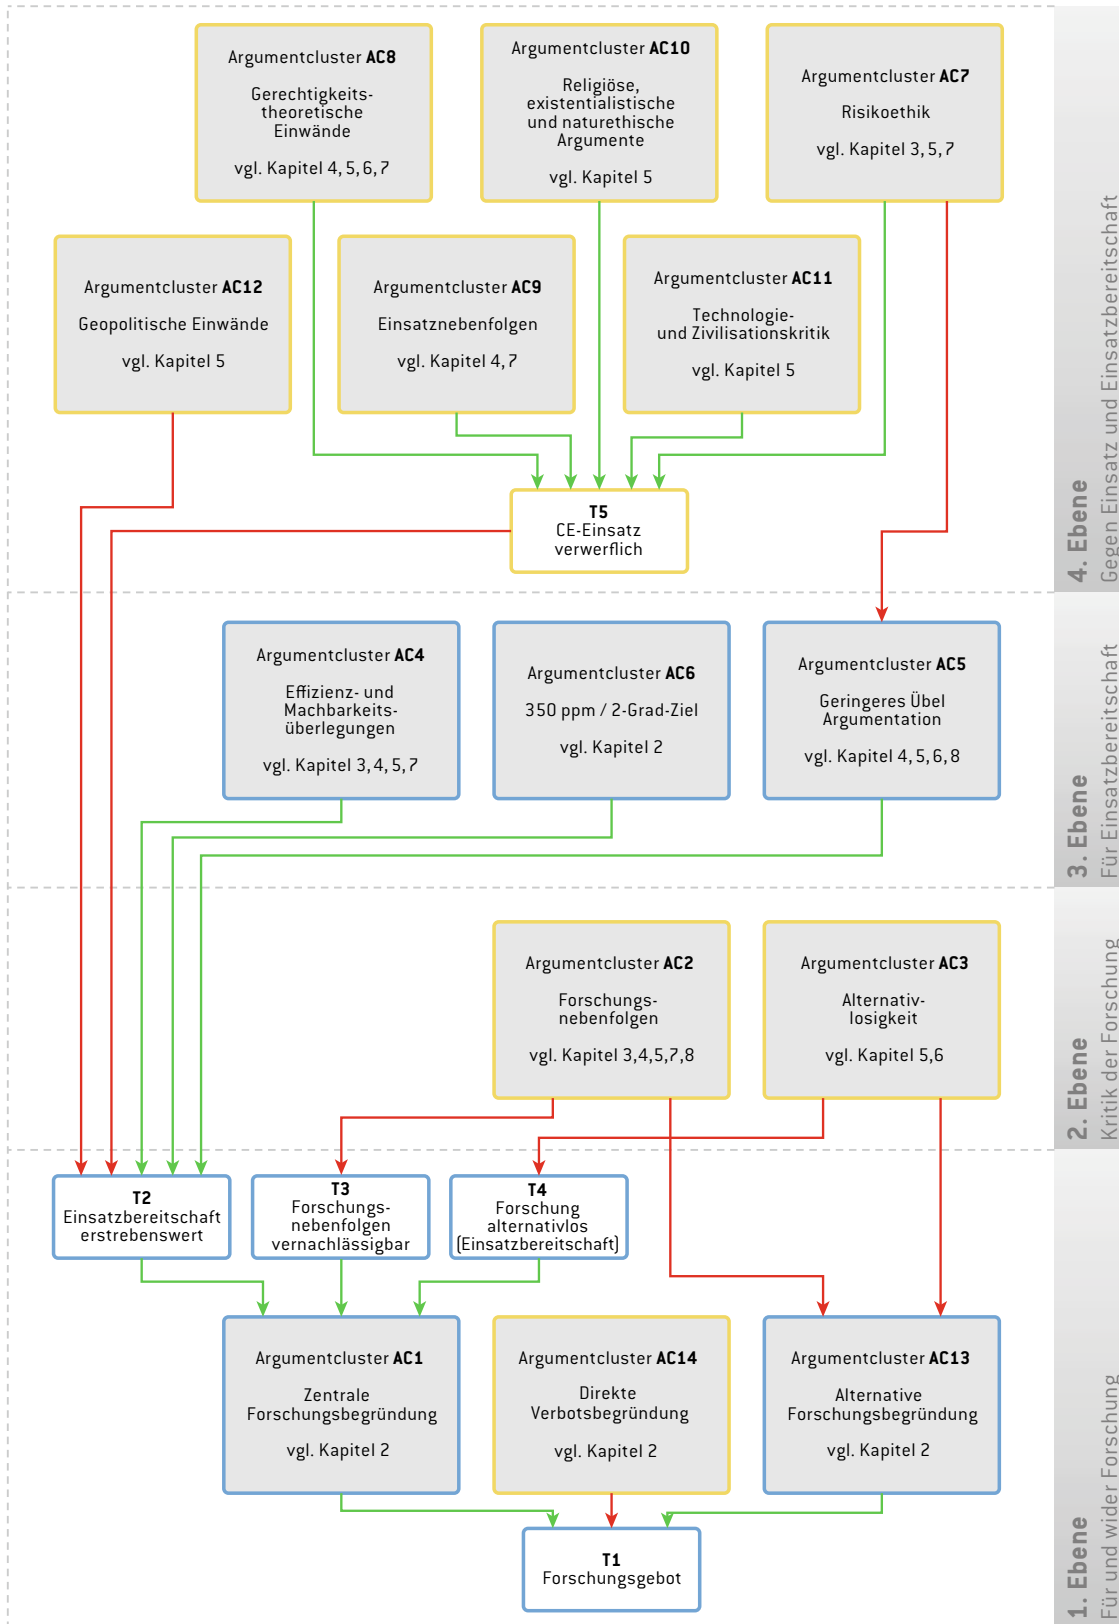 Argumentcluster AC8
Gerechtigkeits-
theoretische
Einwände
vgl. Kapitel 4, 5, 6, 7
Argumentcluster AC10
Religiöse,
existentialistische
und naturethische
Argumente
vgl. Kapitel 5
Argumentcluster AC7
Risikoethik
vgl. Kapitel 3, 5, 7
Argumentcluster AC12
Geopolitische Einwände
vgl. Kapitel 5
Argumentcluster AC9
Einsatznebenfolgen
vgl. Kapitel 4, 7
Argumentcluster AC11
Technologie-
und Zivilisationskritik
vgl. Kapitel 5
T5
CE-Einsatz
verwerflich
4. Ebene
Gegen Einsatz und Einsatzbereitschaft
Argumentcluster AC4
Effizienz- und
Machbarkeits-
überlegungen
vgl. Kapitel 3, 4, 5, 7
Argumentcluster AC6
350 ppm / 2-Grad-Ziel
vgl. Kapitel 2
Argumentcluster AC5
Geringeres Übel
Argumentation
vgl. Kapitel 4, 5, 6, 8
3. Ebene
Für Einsatzbereitschaft
Argumentcluster AC2
Forschungs-
nebenfolgen
vgl. Kapitel 3,4,5,7,8
Argumentcluster AC3
Alternativ-
losigkeit
vgl. Kapitel 5,6
2. Ebene
Kritik der Forschung
T2
Einsatzbereitschaft
erstrebenswert
T3
Forschungs-
nebenfolgen
vernachlässigbar
T4
Forschung
alternativlos
(Einsatzbereitschaft)
Argumentcluster AC1
Zentrale
Forschungsbegründung
vgl. Kapitel 2
Argumentcluster AC14
Direkte
Verbotsbegründung
vgl. Kapitel 2
Argumentcluster AC13
Alternative
Forschungsbegründung
vgl. Kapitel 2
T1
Forschungsgebot
1. Ebene
Für und wider Forschung